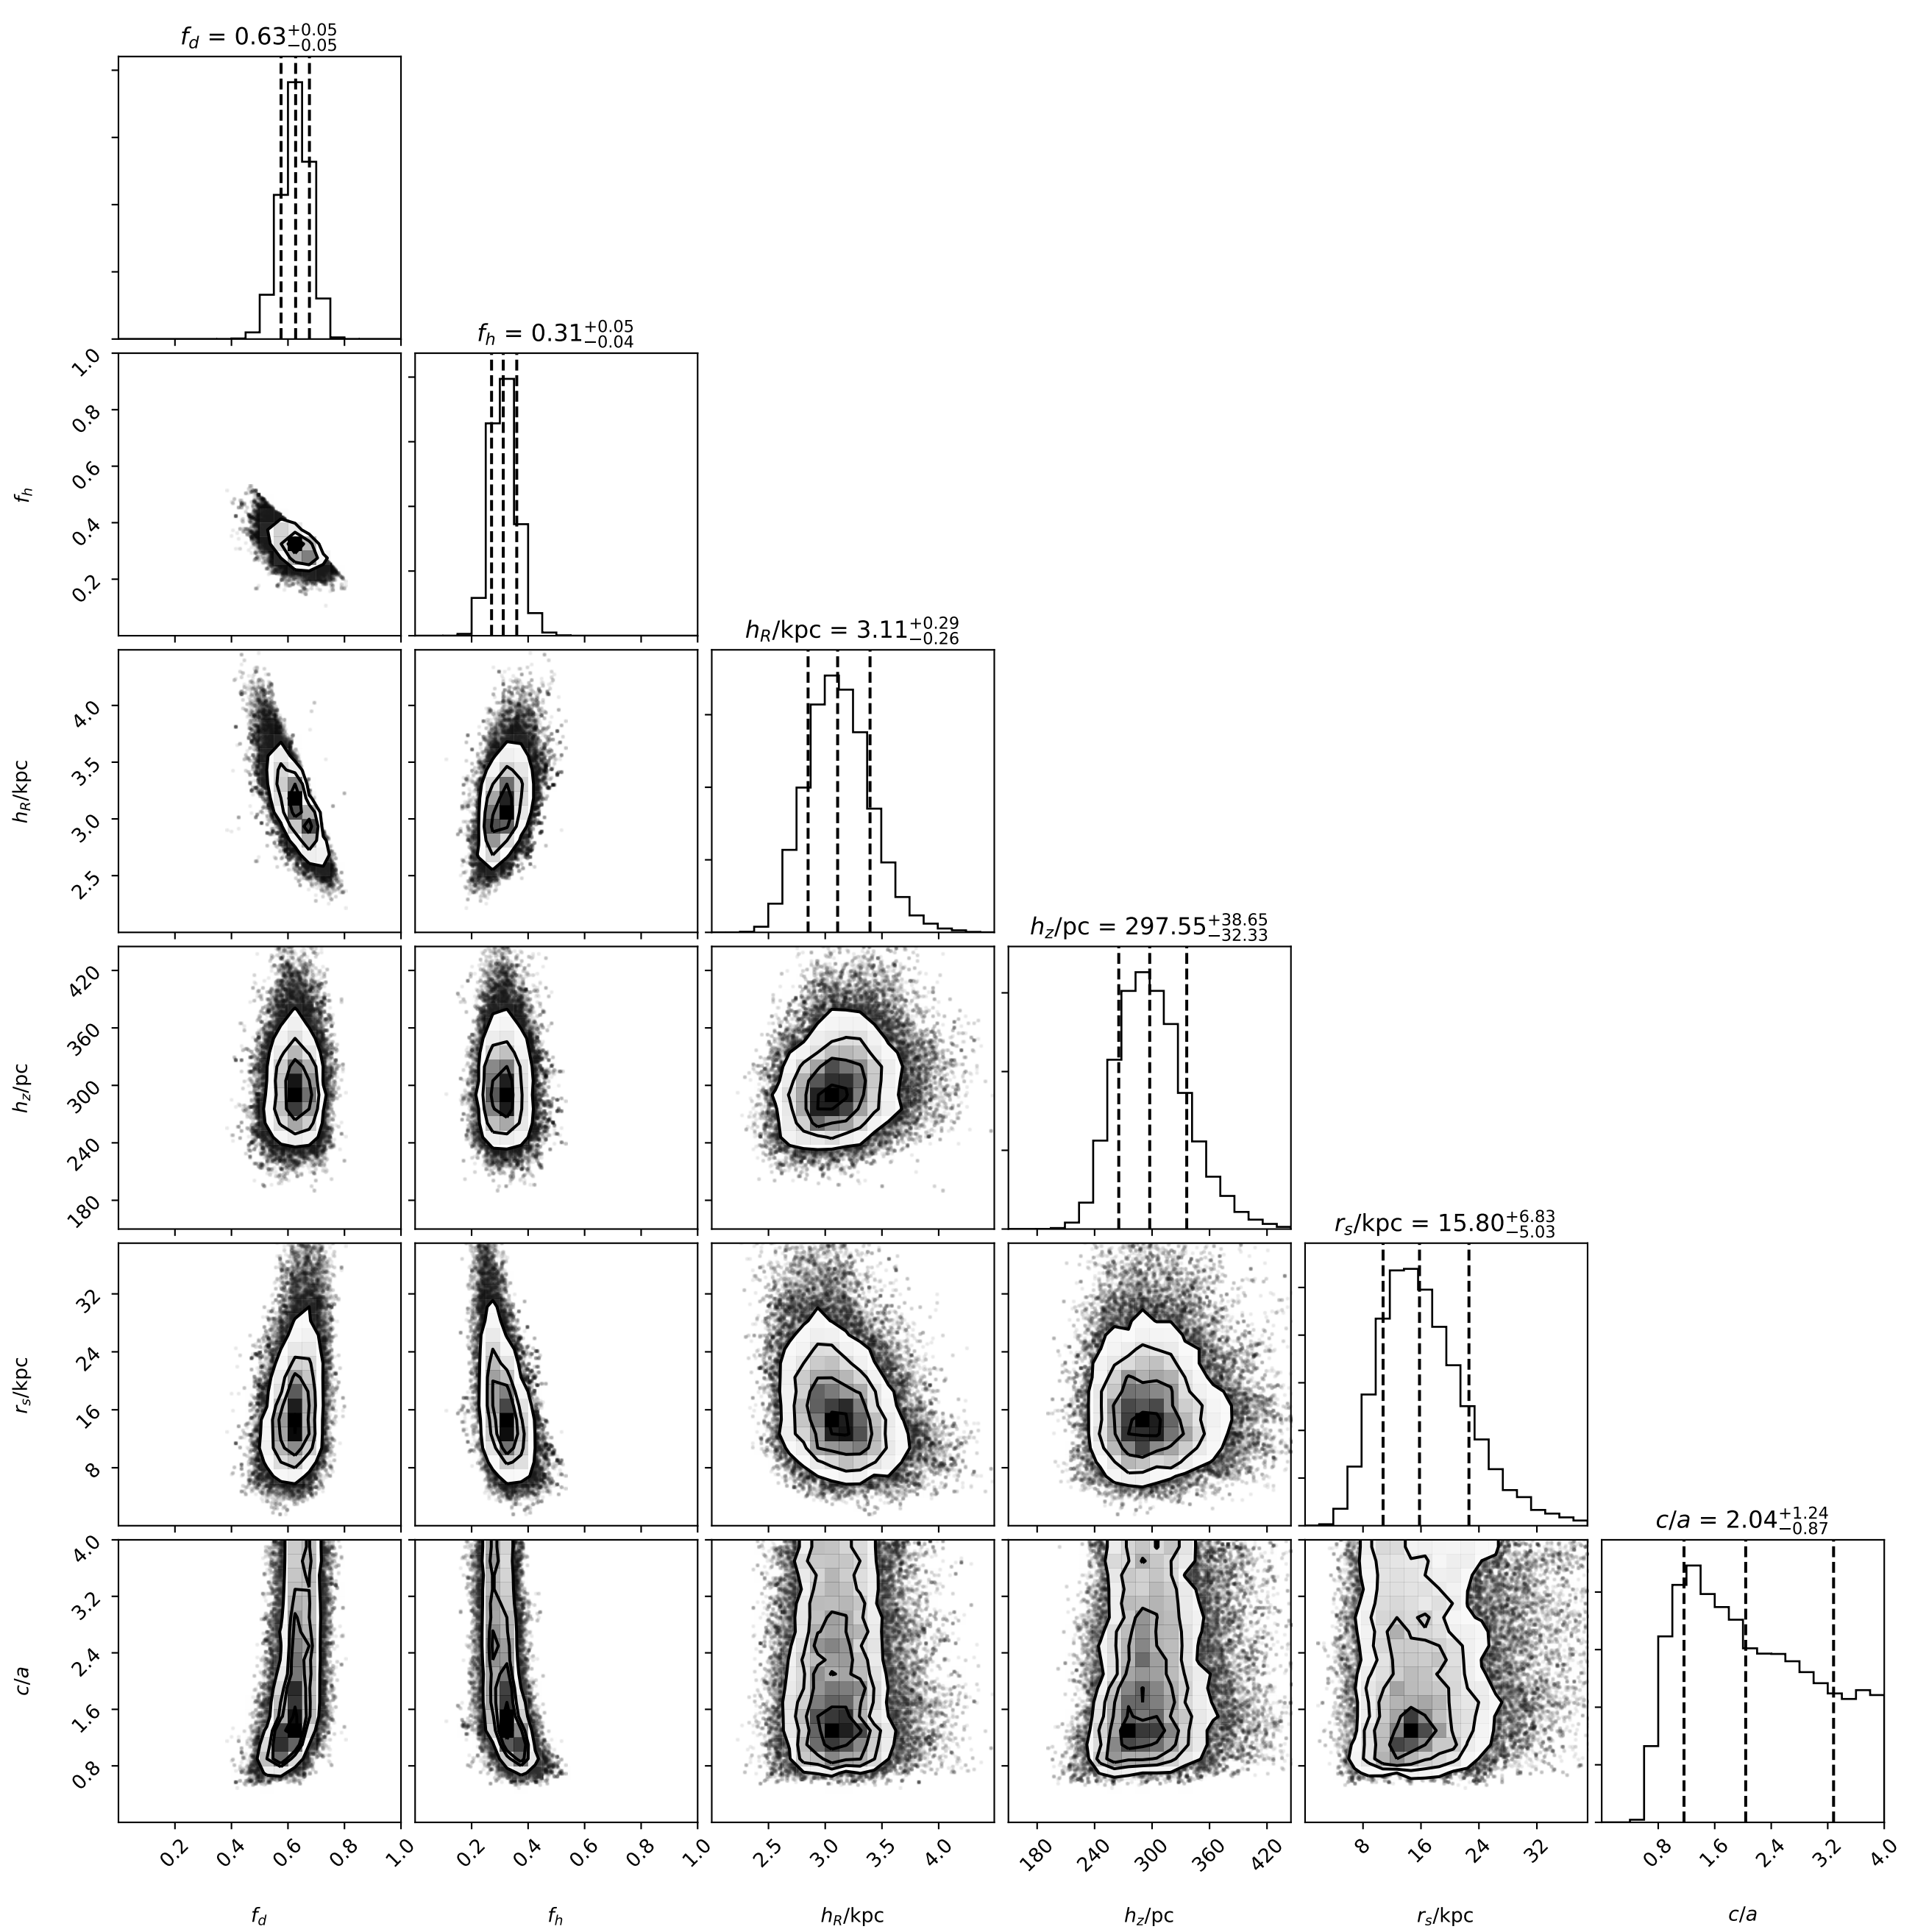 f_d = 0.63 +0.05 −0.05
f_h = 0.31 +0.05 −0.04
1.0
0.8
0.6
0.4
0.2
f_h
h_R/kpc = 3.11 +0.29 −0.26
4.0
3.5
3.0
2.5
h_R/kpc
h_z/pc = 297.55 +38.65 −32.33
420
360
300
240
180
h_z/pc
r_s/kpc = 15.80 +6.83 −5.03
32
24
16
8
r_s/kpc
c/a = 2.04 +1.24 −0.87
4.0
3.2
2.4
1.6
0.8
c/a
0.2 0.4 0.6 0.8 1.0 0.2 0.4 0.6 0.8 1.0 2.5 3.0 3.5 4.0 180 240 300 360 420 8 16 24 32 0.8 1.6 2.4 3.2 4.0
f_d f_h h_R/kpc h_z/pc r_s/kpc c/a